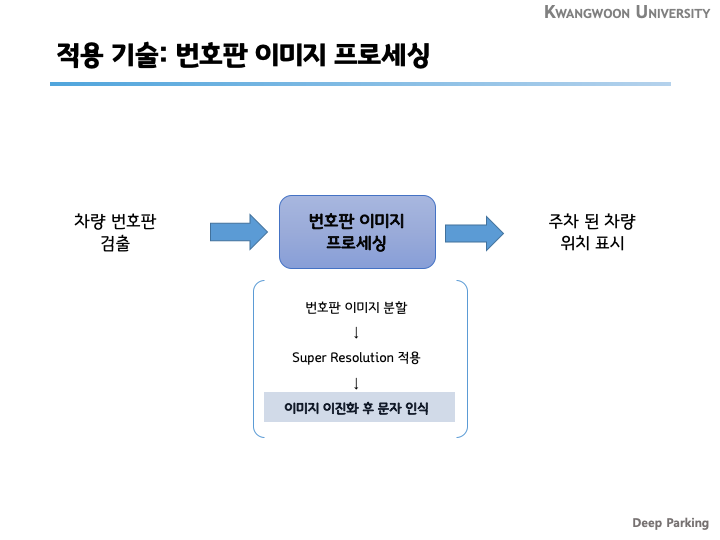 KWANGWOON UNIVERSITY
적용 기술: 번호판 이미지 프로세싱
차량 번호판
검출
번호판 이미지
프로세싱
주차 된 차량
위치 표시
번호판 이미지 분할
↓
Super Resolution 적용
↓
이미지 이진화 후 문자 인식
Deep Parking